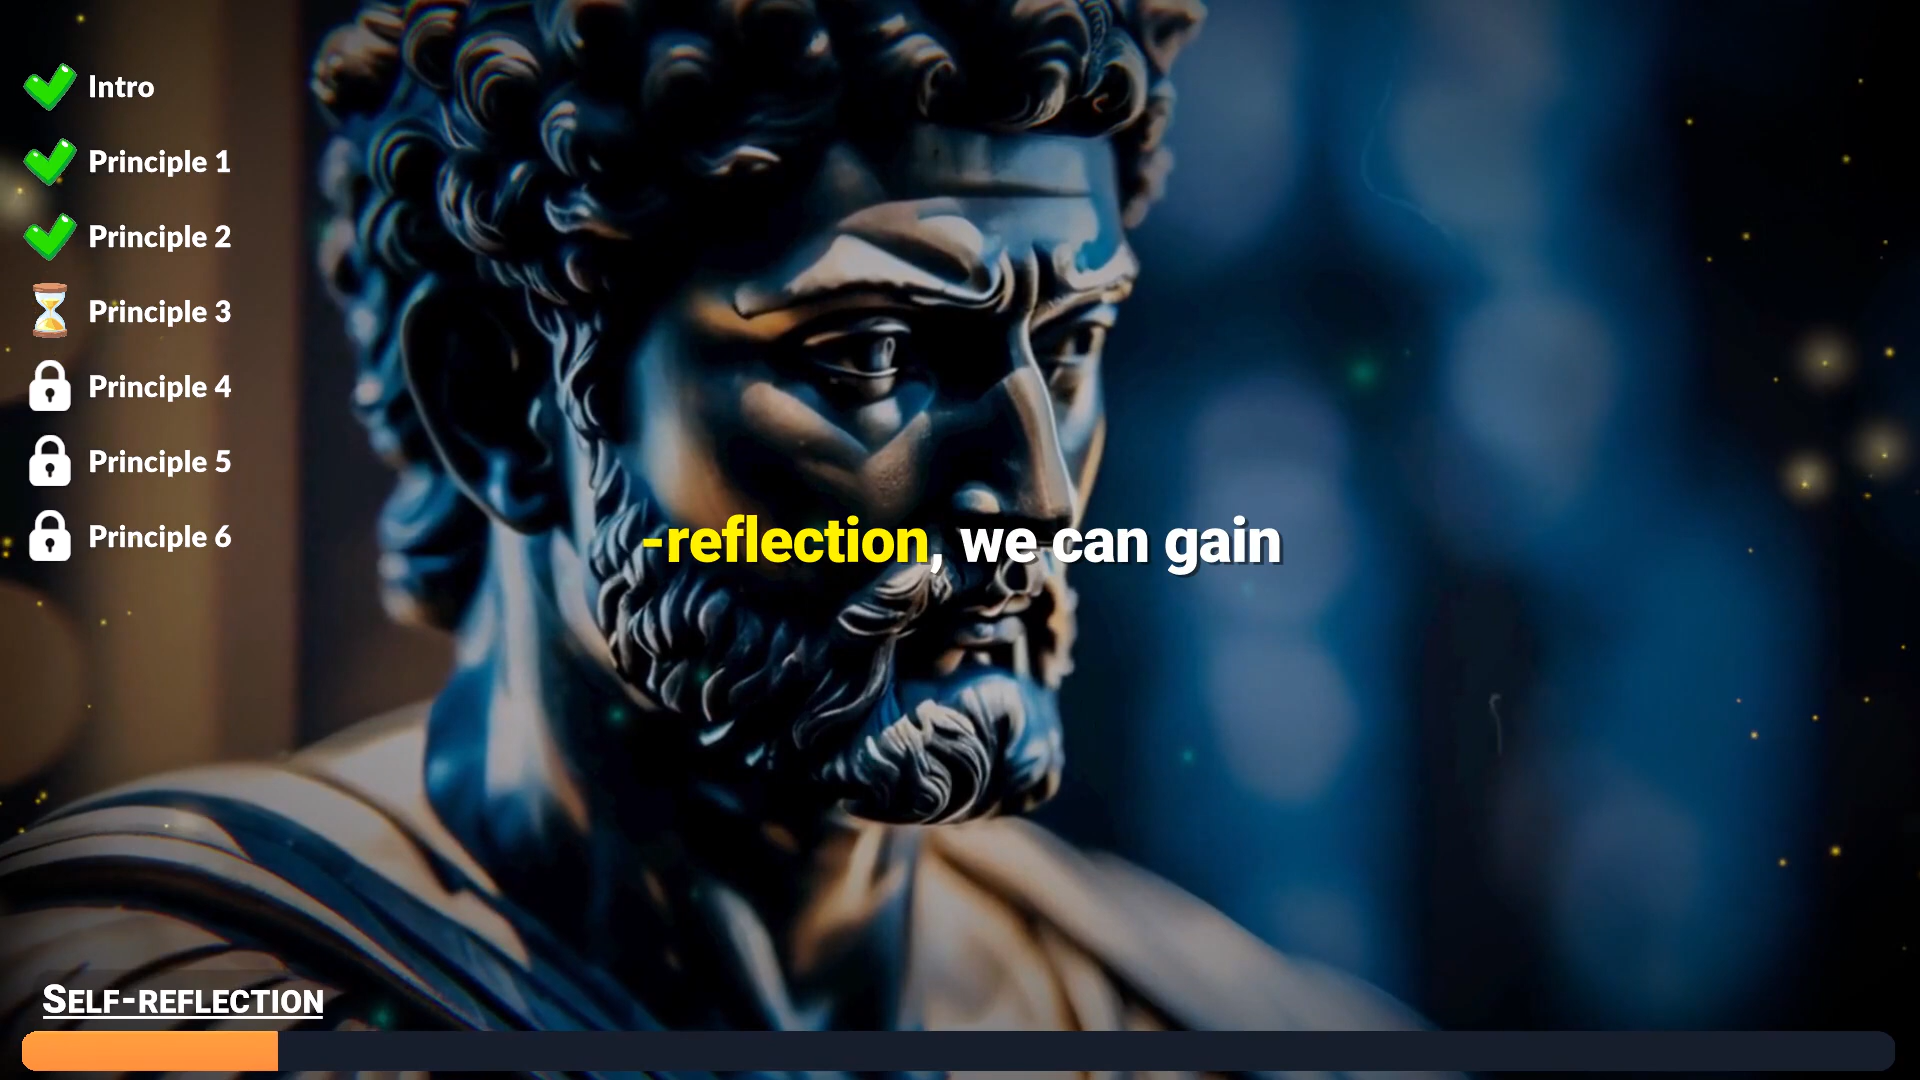 Intro
Principle 1
Principle 2
Principle 3
Principle 4
Principle 5
Principle 6
-reflection, we can gain
SELF-REFLECTION